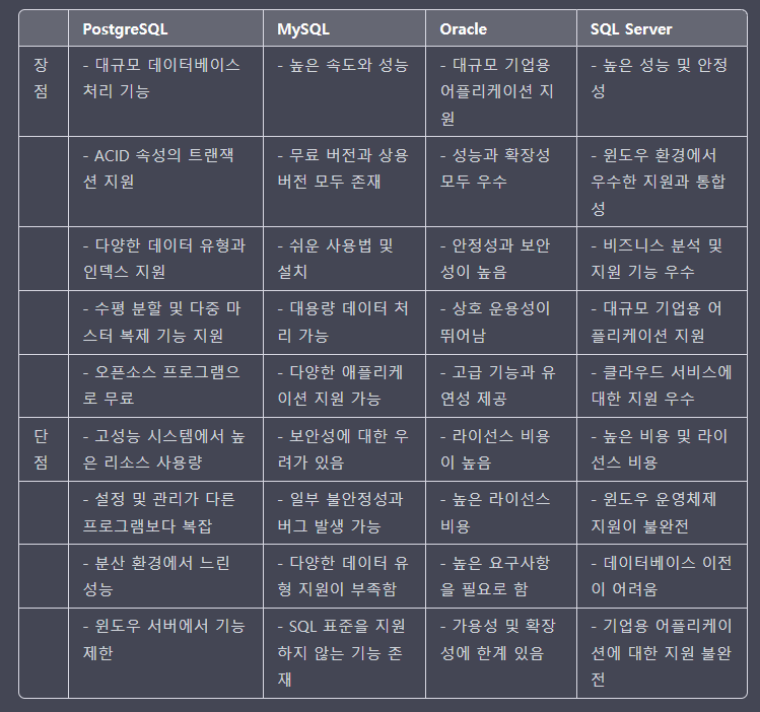 PostgreSQL MySQL Oracle SQL Server
장점
- 대규모 데이터베이스
처리 기능
- 높은 속도와 성능
- 대규모 기업용
어플리케이션 지
원
- 높은 성능 및 안정
성
- ACID 속성의 트랜잭
션 지원
- 무료 버전과 상용
버전 모두 존재
- 성능과 확장성
모두 우수
- 윈도우 환경에서
우수한 지원과 통합
성
- 다양한 데이터 유형과
인덱스 지원
- 쉬운 사용법 및
설치
- 안정성과 보안
성이 높음
- 비즈니스 분석 및
지원 기능 우수
- 수평 분할 및 다중 마
스터 복제 기능 지원
- 대용량 데이터 처
리 가능
- 상호 운용성이
뛰어남
- 대규모 기업용 어
플리케이션 지원
- 오픈소스 프로그램으
로 무료
- 다양한 애플리케
이션 지원 가능
- 고급 기능과 유
연성 제공
- 클라우드 서비스에
대한 지원 우수
단점
- 고성능 시스템에서 높
은 리소스 사용량
- 보안성에 대한 우
려가 있음
- 라이선스 비용
이 높음
- 높은 비용 및 라이
선스 비용
- 설정 및 관리가 다른
프로그램보다 복잡
- 일부 불안정성과
버그 발생 가능
- 높은 라이선스
비용
- 윈도우 운영체제
지원이 불완전
- 분산 환경에서 느린
성능
- 다양한 데이터 유
형 지원이 부족함
- 높은 요구사항
을 필요로 함
- 데이터베이스 이전
이 어려움
- 윈도우 서버에서 기능
제한
- SQL 표준을 지원
하지 않는 기능 존
재
- 가용성 및 확장
성에 한계 있음
- 기업용 어플리케이
션에 대한 지원 불완
전